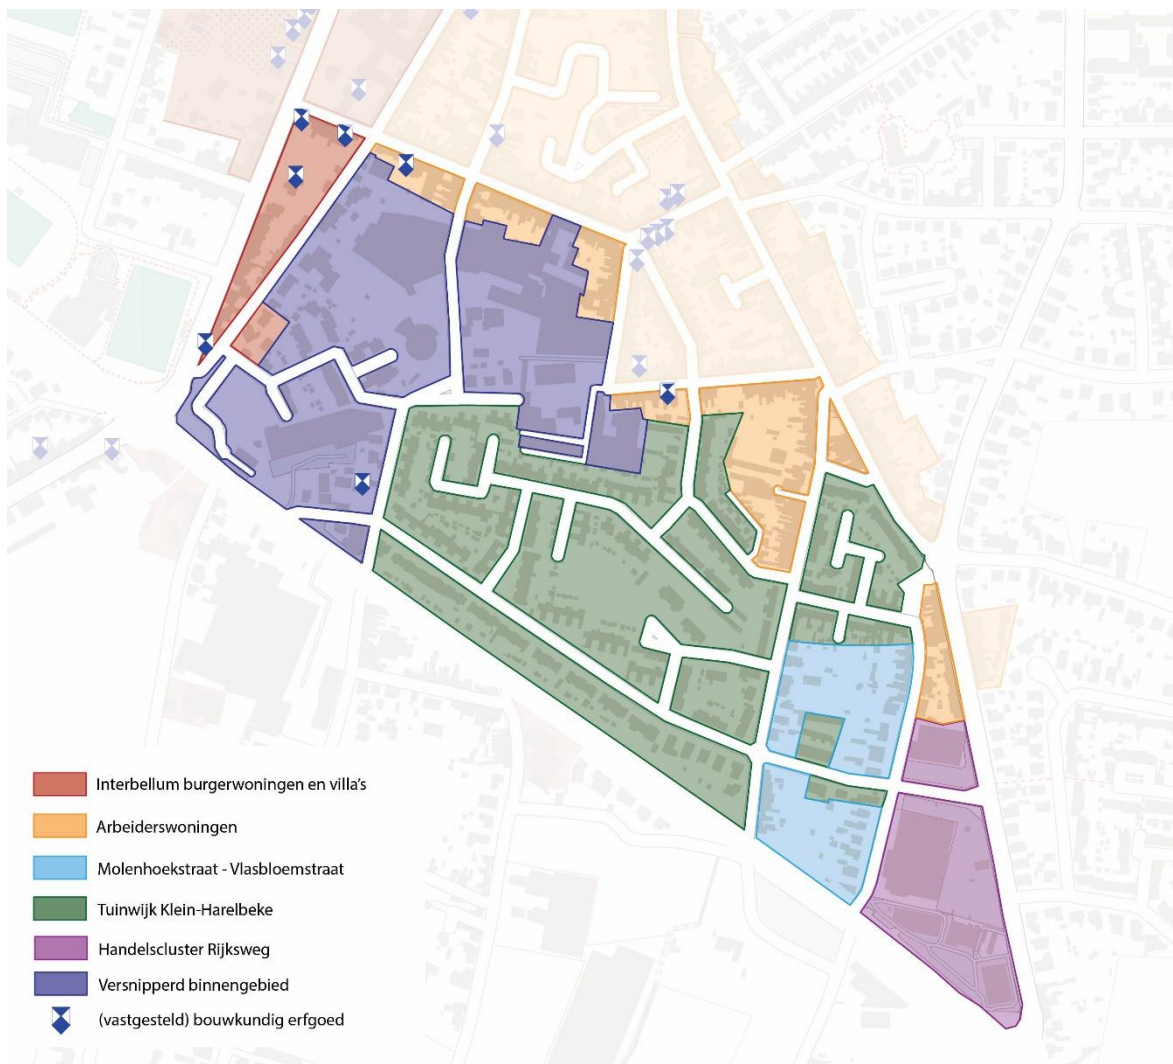 Interbellum burgerwoningen en villa's
Arbeiderswoningen
Molenhoekstraat - Vlasbloemstraat
Tuinwijk Klein-Harelbeke
Handelscluster Rijksweg
Versnipperd binnengebied
(vastgesteld) bouwkundig erfgoed